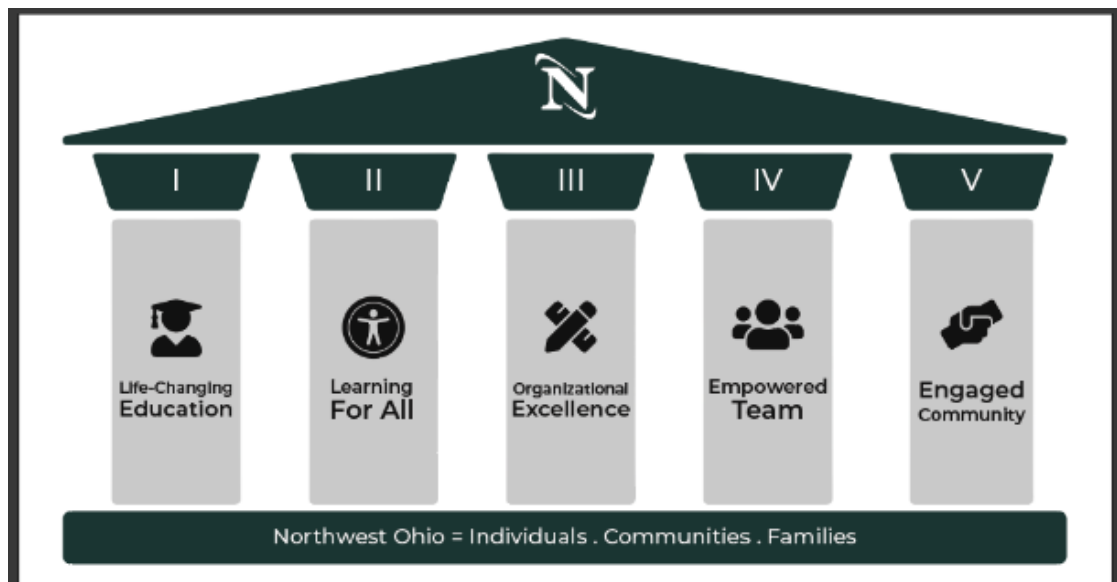 N
I
II
III
IV
V
Life-Changing
Education
Learning
For All
Organizational
Excellence
Empowered
Team
Engaged
Community
Northwest Ohio = Individuals . Communities . Families